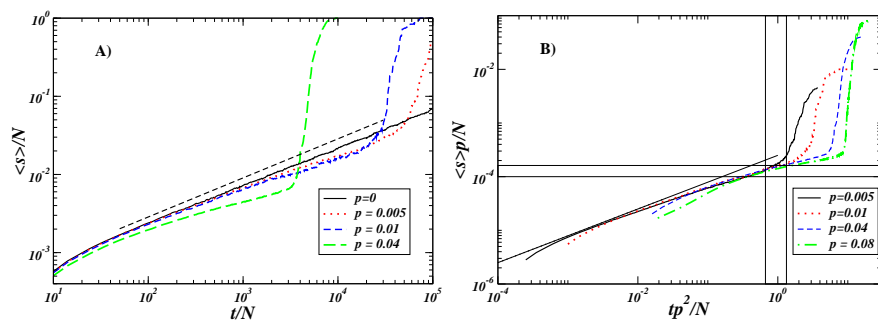 A)
<s>/N
10^0
10^-1
10^-2
10^-3
10^1
10^2
10^3
10^4
10^5
t/N
p=0
p = 0.005
p = 0.01
p = 0.04
B)
<s>p/N
10^-2
10^-4
10^-6
10^-4
10^-2
10^0
tp^2/N
p=0.005
p=0.01
p=0.04
p=0.08